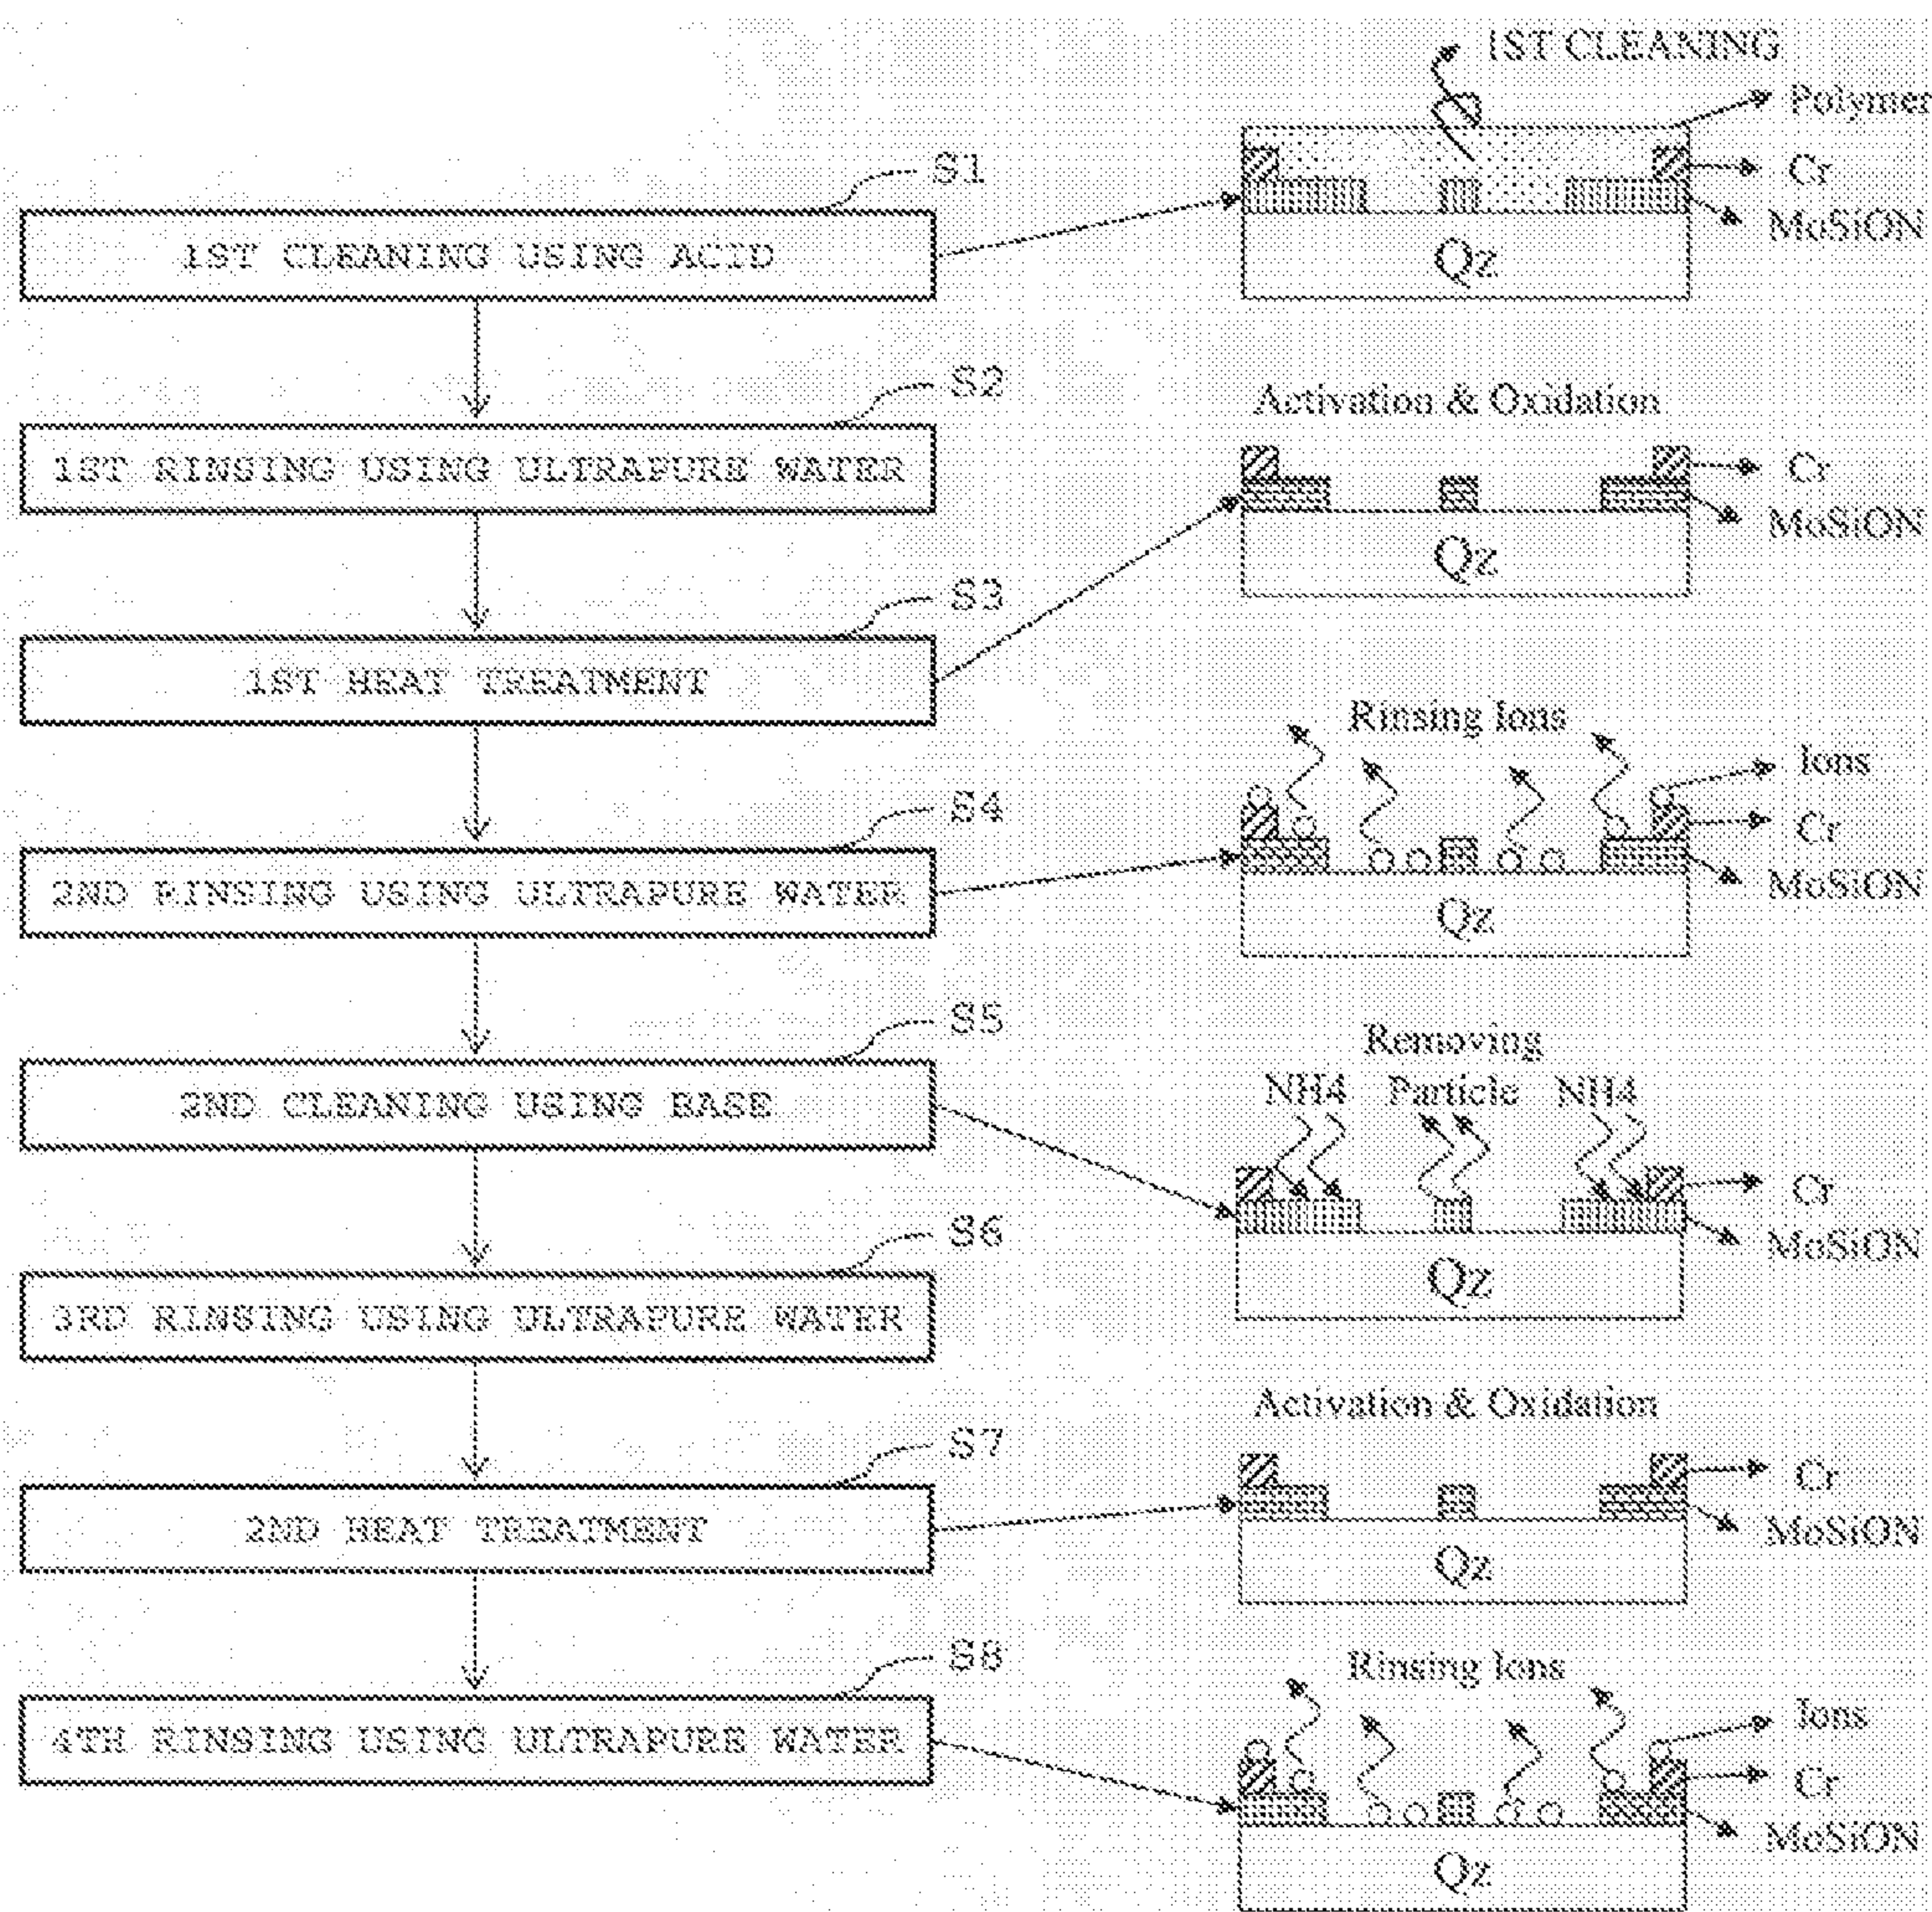 1ST CLEANING
Polymer
S1
Cr
MoSiON
1ST CLEANING USING ACID
Qz
S2
Activation & Oxidation
1ST RINSING USING ULTRAPURE WATER
Cr
MoSiON
Qz
S3
1ST HEAT TREATMENT
Rinsing Ions
Ions
S4
Cr
2ND RINSING USING ULTRAPURE WATER
MoSiON
Qz
S5
Removing
NH4 Particle NH4
2ND CLEANING USING BASE
Cr
S6
MoSiON
Qz
3RD RINSING USING ULTRAPURE WATER
Activation & Oxidation
S7
Cr
2ND HEAT TREATMENT
MoSiON
Qz
S8
Rinsing Ions
Ions
4TH RINSING USING ULTRAPURE WATER
Cr
MoSiON
Qz